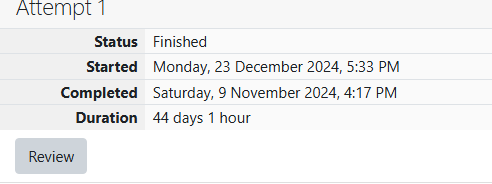 Attempt 1
Status Finished
Started Monday, 23 December 2024, 5:33 PM
Completed Saturday, 9 November 2024, 4:17 PM
Duration 44 days 1 hour
Review